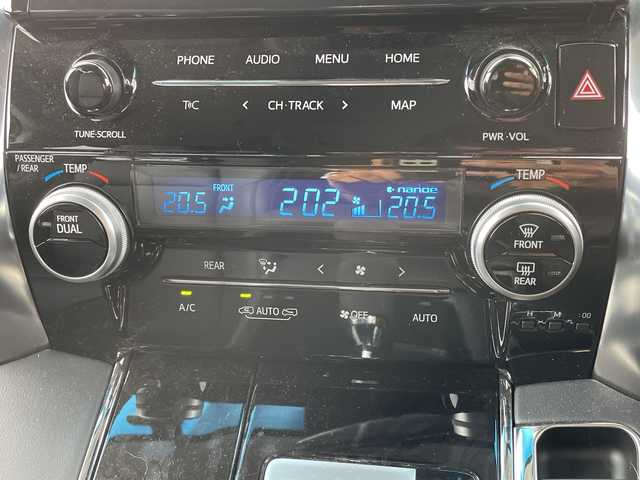 PHONE AUDIO MENU HOME
T/C < CH·TRACK > MAP
TUNE·SCROLL PWR·VOL
PASSENGER
/REAR
TEMP TEMP
FRONT
20.5 202 nanoe 20.5
FRONT
DUAL
FRONT
REAR
REAR < >
A/C AUTO OFF AUTO
H M :00